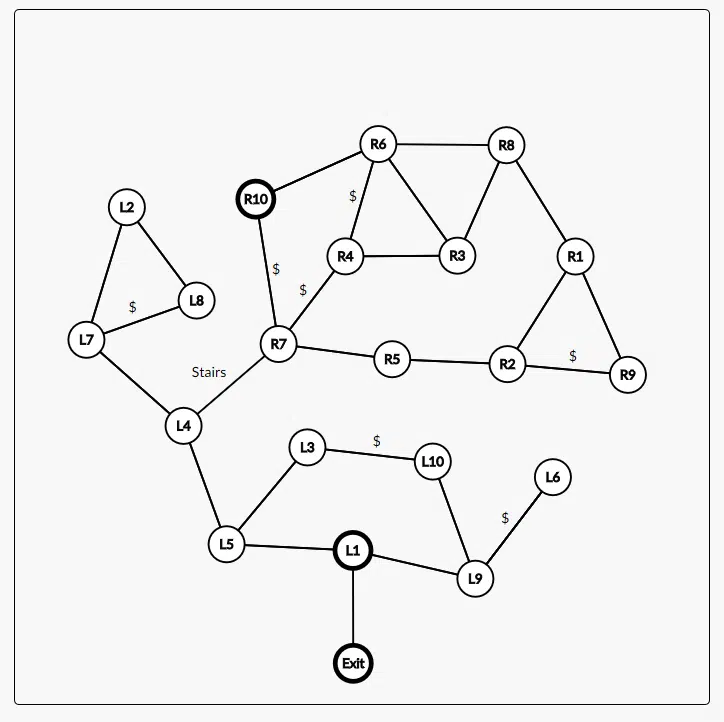 R6
R8
R10
$
L2
R4
R3
R1
$
L8
$
$
L7
R7
R5
R2
$
R9
Stairs
L4
L3
$
L10
L6
$
L5
L1
L9
Exit